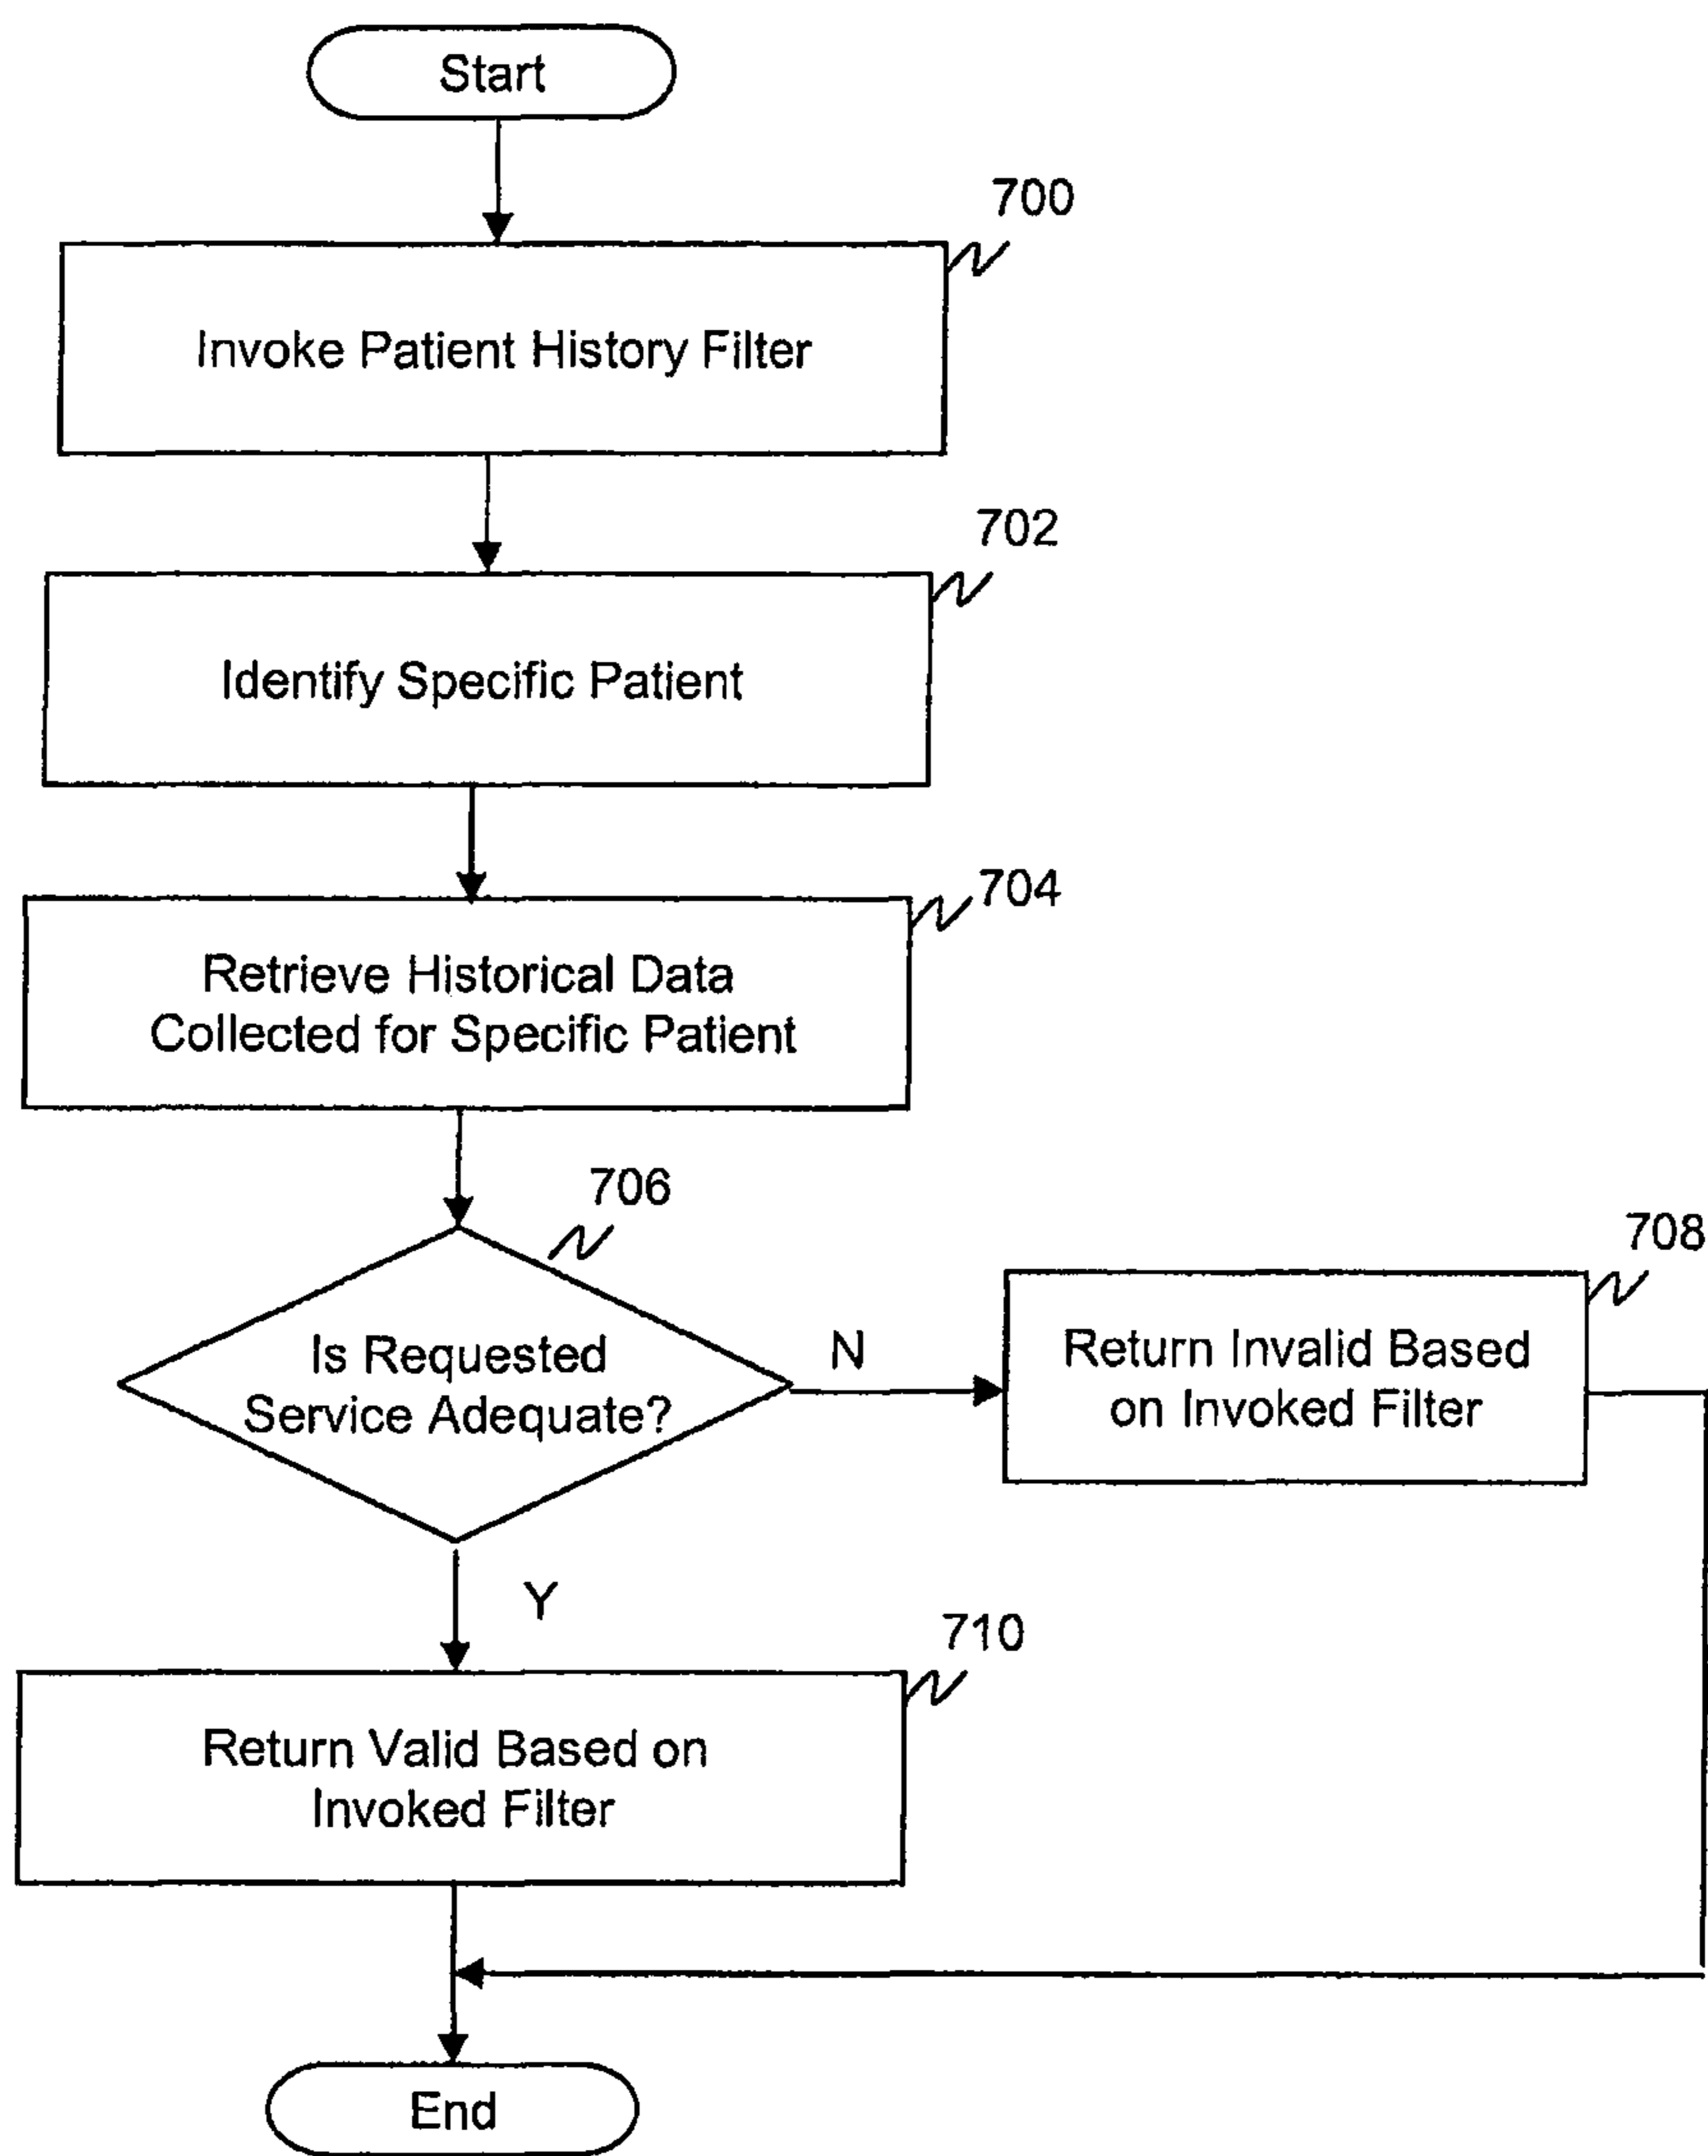 Start
700
Invoke Patient History Filter
702
Identify Specific Patient
704
Retrieve Historical Data
Collected for Specific Patient
706
Is Requested
Service Adequate?
N
708
Return Invalid Based
on Invoked Filter
Y
710
Return Valid Based on
Invoked Filter
End